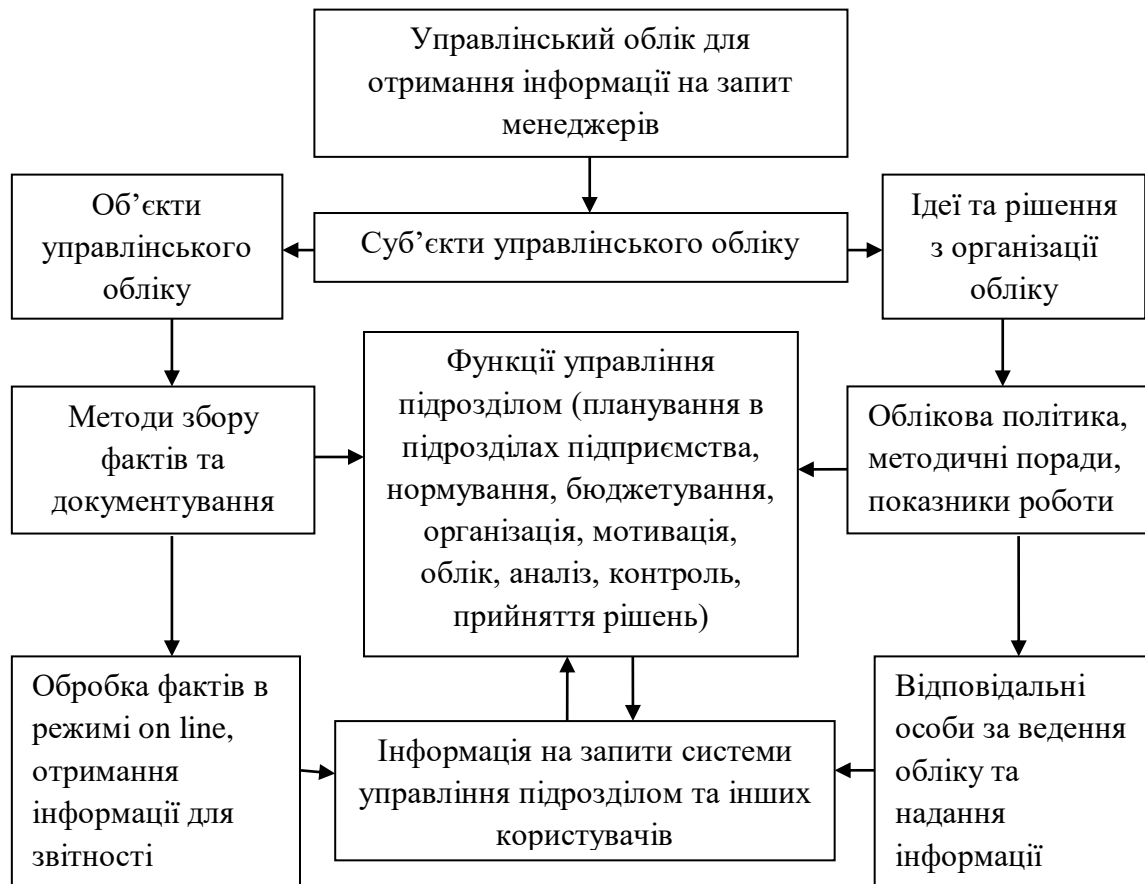 Управлінський облік для
отримання інформації на запит
менеджерів
Об’єкти
управлінського
обліку
Суб’єкти управлінського обліку
Ідеї та рішення
з організації
обліку
Методи збору
фактів та
документування
Функції управління
підрозділом (планування в
підрозділах підприємства,
нормування, бюджетування,
організація, мотивація,
облік, аналіз, контроль,
прийняття рішень)
Облікова політика,
методичні поради,
показники роботи
Обробка фактів в
режимі on line,
отримання
інформації для
звітності
Інформація на запити системи
управління підрозділом та інших
користувачів
Відповідальні
особи за ведення
обліку та
надання
інформації